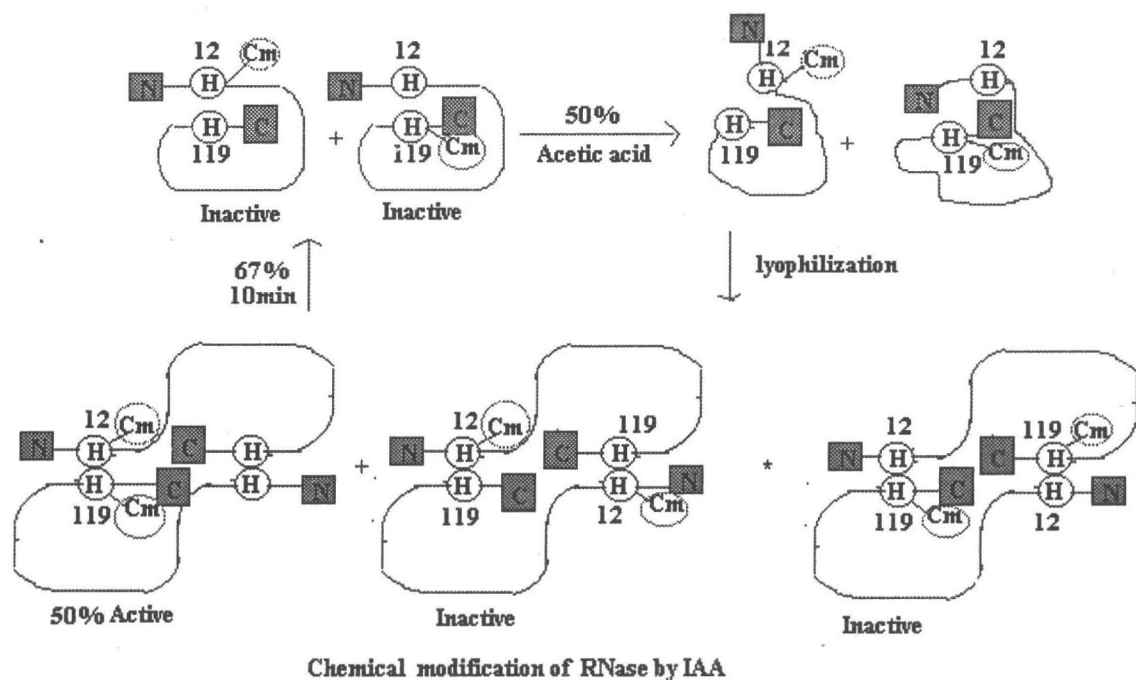 12 Cm 12
N H N H
H C + H C
119 i19 Cm
Inactive Inactive
50%
Acetic acid
N
12
H Cm
H C
119
+
12
N H
C
H Cm
119
67%
10min
lyophilization
12 Cm
N H C H
H C H N
119 Cm
50% Active
+
12 Cm 119
N H C H
H C H N
119 12 Cm
Inactive
*
12 119 Cm
N H C H
H C H N
119 Cm 12
Inactive
Chemical modification of RNase by IAA